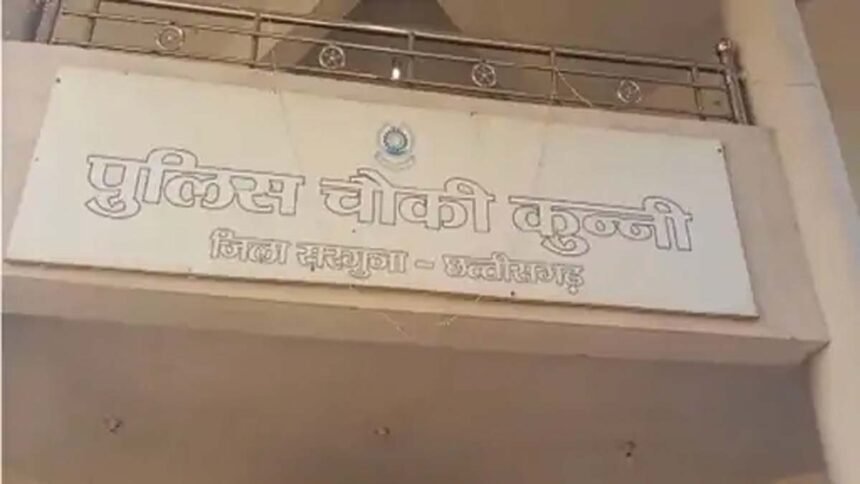 पुलिस चोकी कुन्नी
जिला सरगुजा - छत्तीसगढ़